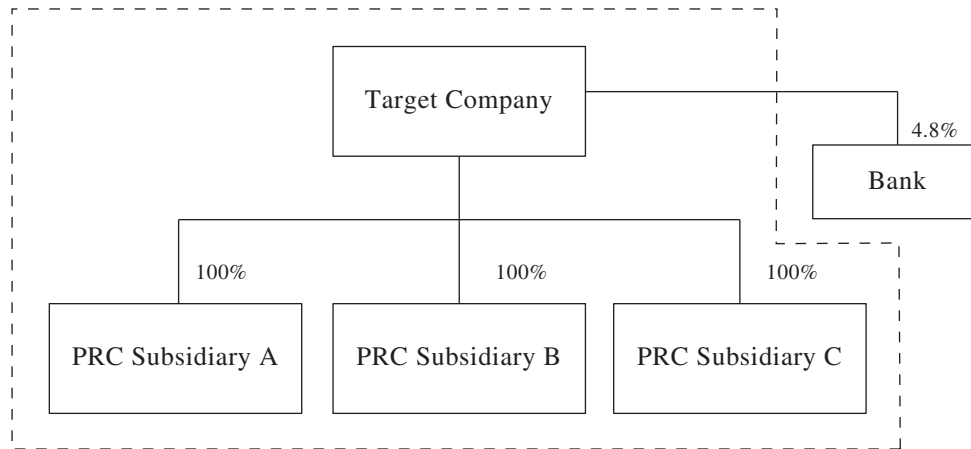 Target Company
4.8%
Bank
100%
100%
100%
PRC Subsidiary A
PRC Subsidiary B
PRC Subsidiary C